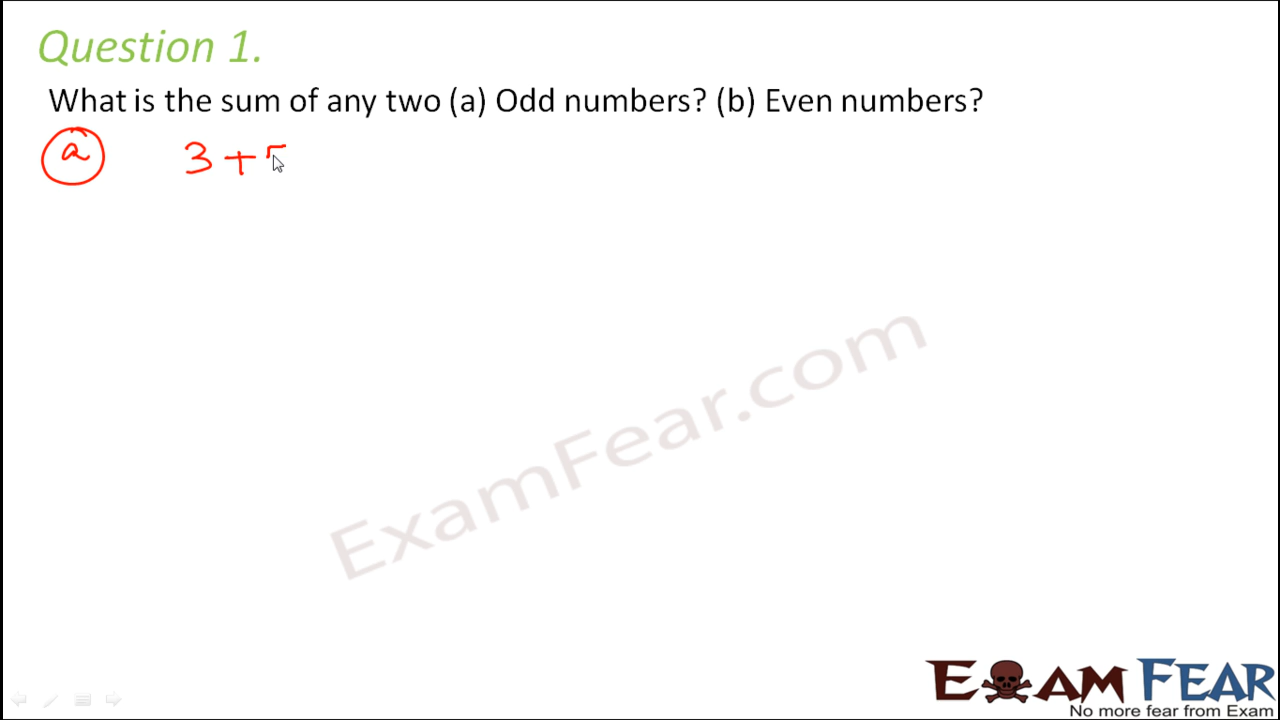 Question 1.
What is the sum of any two (a) Odd numbers? (b) Even numbers?
a 3 +
ExamFear.com
EXAM FEAR
No more fear from Exam